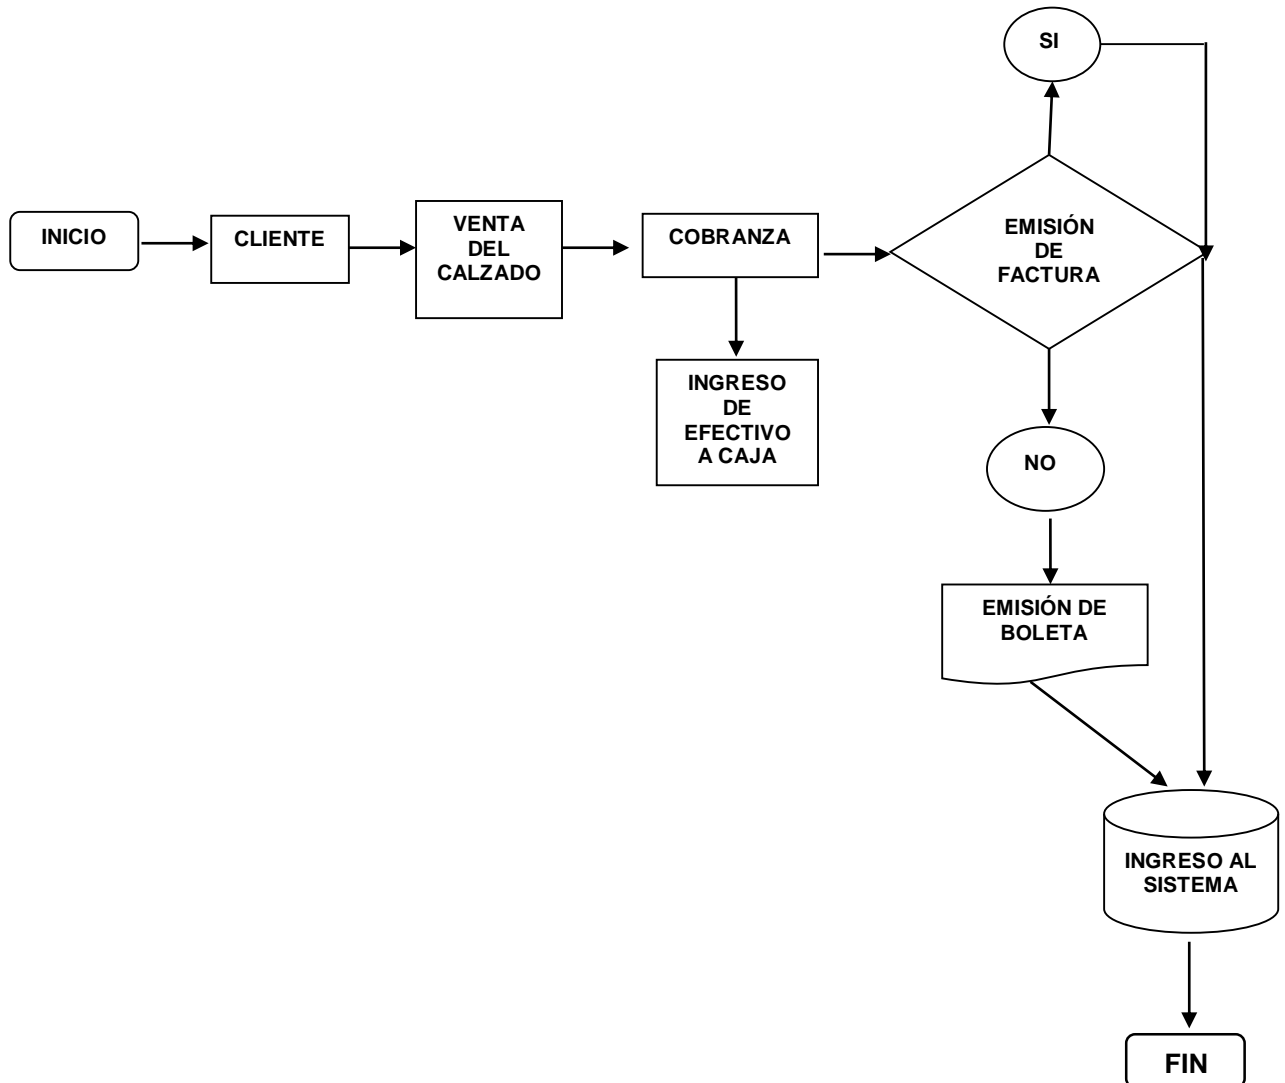 SI
INICIO
CLIENTE
VENTA
DEL
CALZADO
COBRANZA
EMISIÓN
DE
FACTURA
INGRESO
DE
EFECTIVO
A CAJA
NO
EMISIÓN DE
BOLETA
INGRESO AL
SISTEMA
FIN